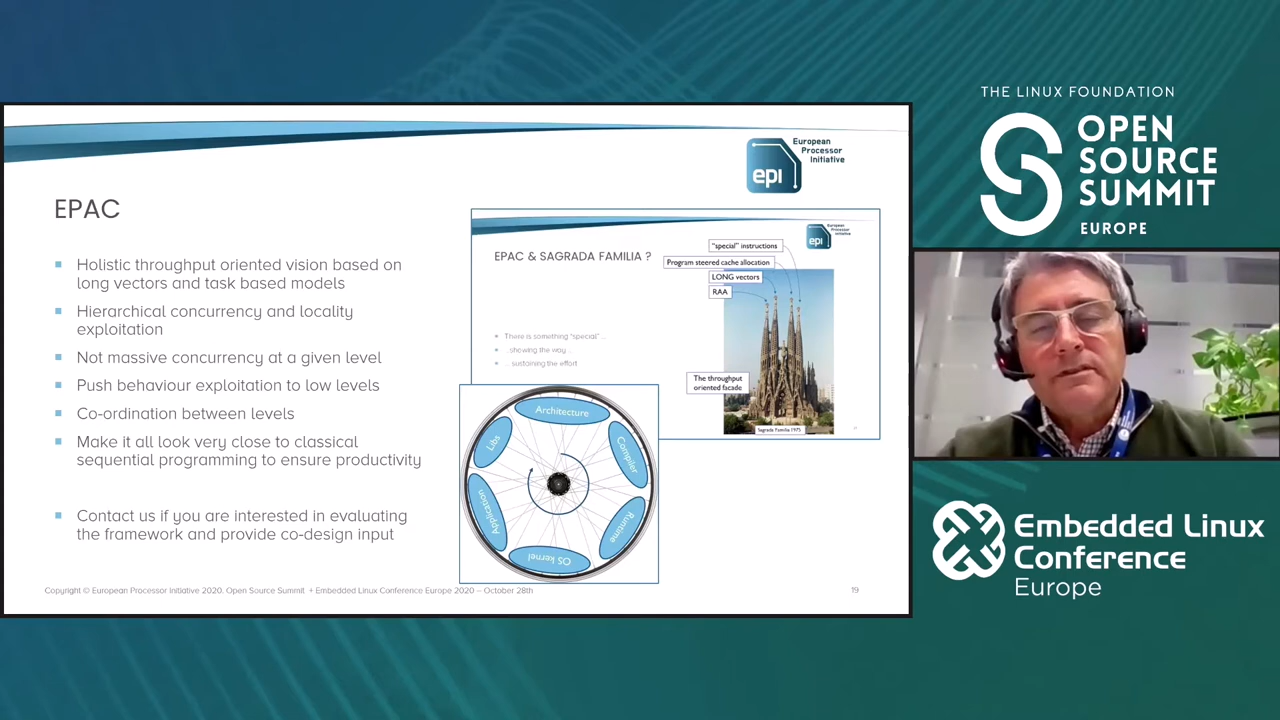 THE LINUX FOUNDATION
OPEN
SOURCE
SUMMIT
EUROPE
European
Processor
Initiative
epi
EPAC
Holistic throughput oriented vision based on
long vectors and task based models
Hierarchical concurrency and locality
exploitation
Not massive concurrency at a given level
Push behaviour exploitation to low levels
Co-ordination between levels
Make it all look very close to classical
sequential programming to ensure productivity
Contact us if you are interested in evaluating
the framework and provide co-design input
European
Processor
Initiative
epi
EPAC & SAGRADA FAMILIA ?
"special" instructions
Program steered cache allocation
LONG vectors
RAA
There is something "special" ..
.. showing the way ..
.. sustaining the effort
The throughput
oriented facade
Sagrada Familia 1975
Architecture
Compiler
Runtime
OS kernel
Application
Libs
Copyright © European Processor Initiative 2020. Open Source Summit + Embedded Linux Conference Europe 2020 – October 28th
19
Embedded Linux
Conference
Europe